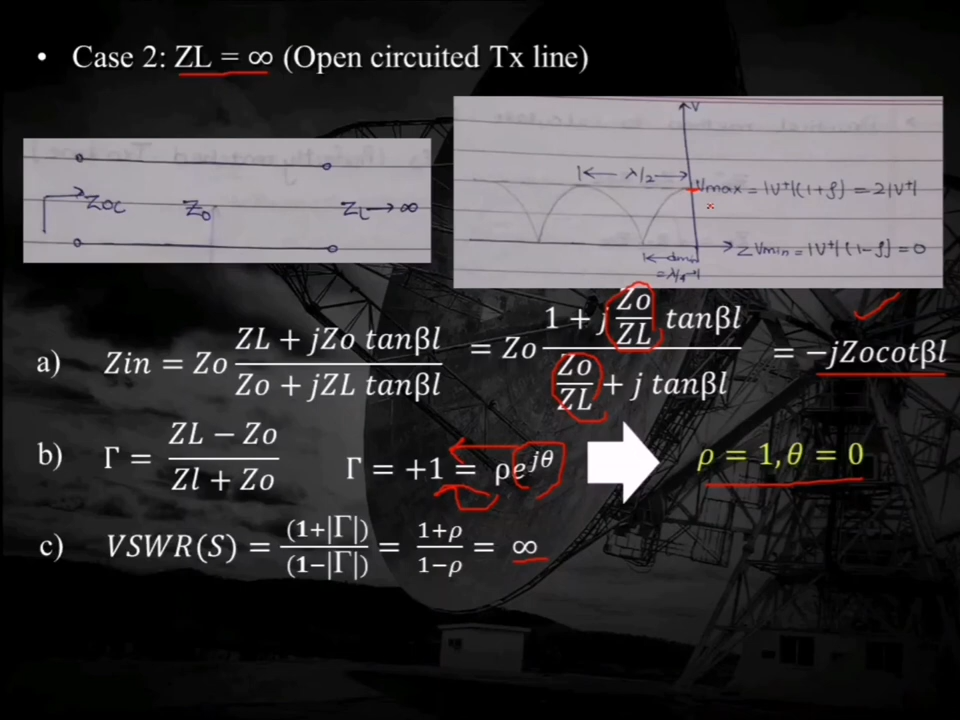 • Case 2: ZL = ∞ (Open circuited Tx line)
Zoc Zo ZL→∞
V
λ/2
Vmax = |V⁺|(1+ρ) = 2|V⁺|
Z Vmin = |V⁺|(1-ρ) = 0
dmin
= λ/4
a) Zin = Zo (ZL + jZo tanβl)/(Zo + jZL tanβl) = Zo (1 + j Zo/ZL tanβl)/(Zo/ZL + j tanβl) = −jZocotβl
b) Γ = (ZL − Zo)/(Zl + Zo) Γ = +1 = ρe^jθ ρ = 1, θ = 0
c) VSWR(S) = (1+|Γ|)/(1−|Γ|) = (1+ρ)/(1−ρ) = ∞